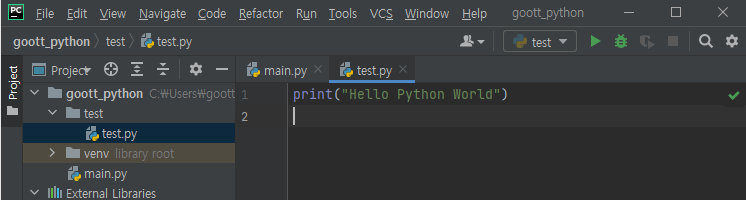 PC File Edit View Navigate Code Refactor Run Tools VCS Window Help goott_python
goott_python test test.py test
Project Project main.py test.py
goott_python C:₩Users₩goott
test
test.py
venv library root
main.py
External Libraries
1 print("Hello Python World")
2